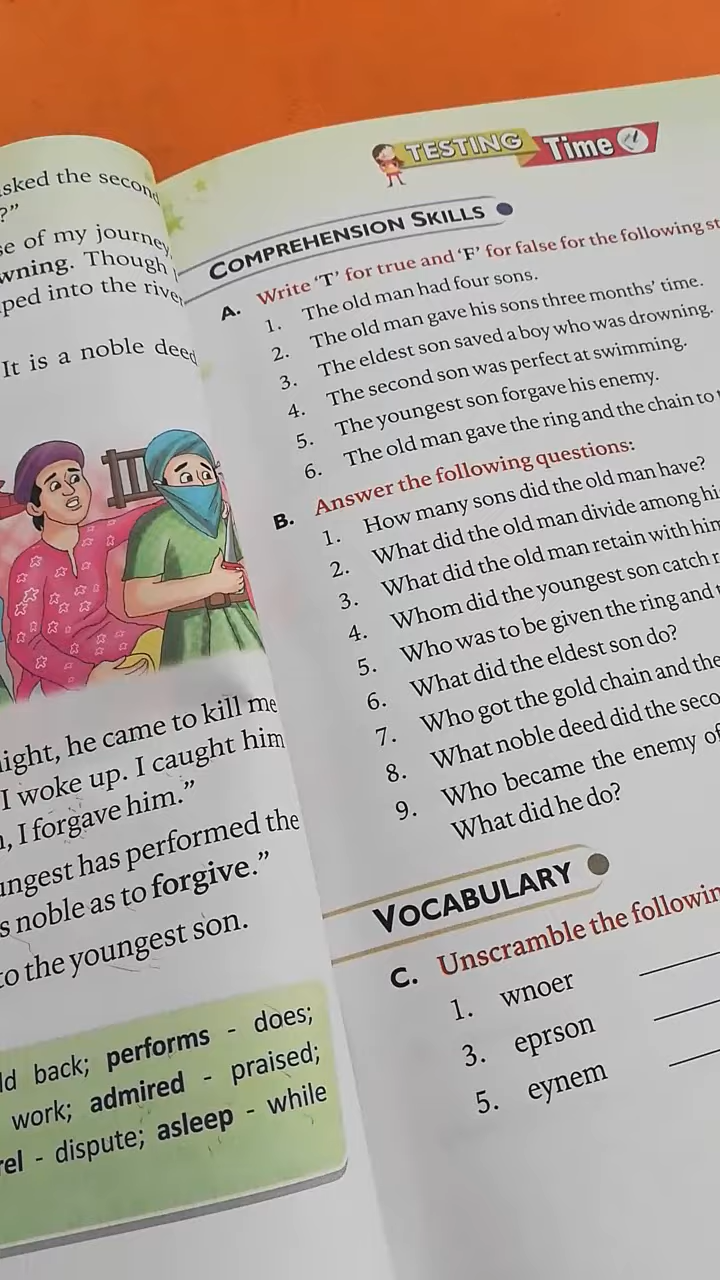 asked the second
?"
se of my journey,
wning. Though
ped into the river
It is a noble deed
night, he came to kill me
I woke up. I caught him
, I forgave him."
ungest has performed the
s noble as to forgive."
to the youngest son.
ld back; performs - does;
work; admired - praised;
rel - dispute; asleep - while
TESTING Time
COMPREHENSION SKILLS
A. Write 'T' for true and 'F' for false for the following st
1. The old man had four sons.
2. The old man gave his sons three months' time.
3. The eldest son saved a boy who was drowning.
4. The second son was perfect at swimming.
5. The youngest son forgave his enemy.
6. The old man gave the ring and the chain to
B. Answer the following questions:
1. How many sons did the old man have?
2. What did the old man divide among hi
3. What did the old man retain with him
4. Whom did the youngest son catch r
5. Who was to be given the ring and
6. What did the eldest son do?
7. Who got the gold chain and the
8. What noble deed did the seco
9. Who became the enemy of
What did he do?
VOCABULARY
C. Unscramble the followin
1. wnoer
3. eprson
5. eynem